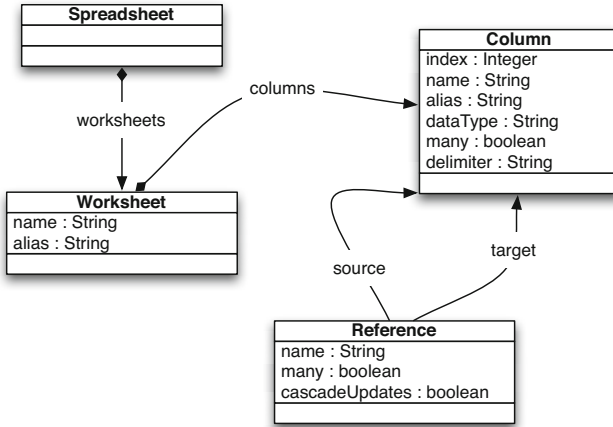 Spreadsheet
worksheets
columns
Worksheet
name : String
alias : String
Column
index : Integer
name : String
alias : String
dataType : String
many : boolean
delimiter : String
source
target
Reference
name : String
many : boolean
cascadeUpdates : boolean